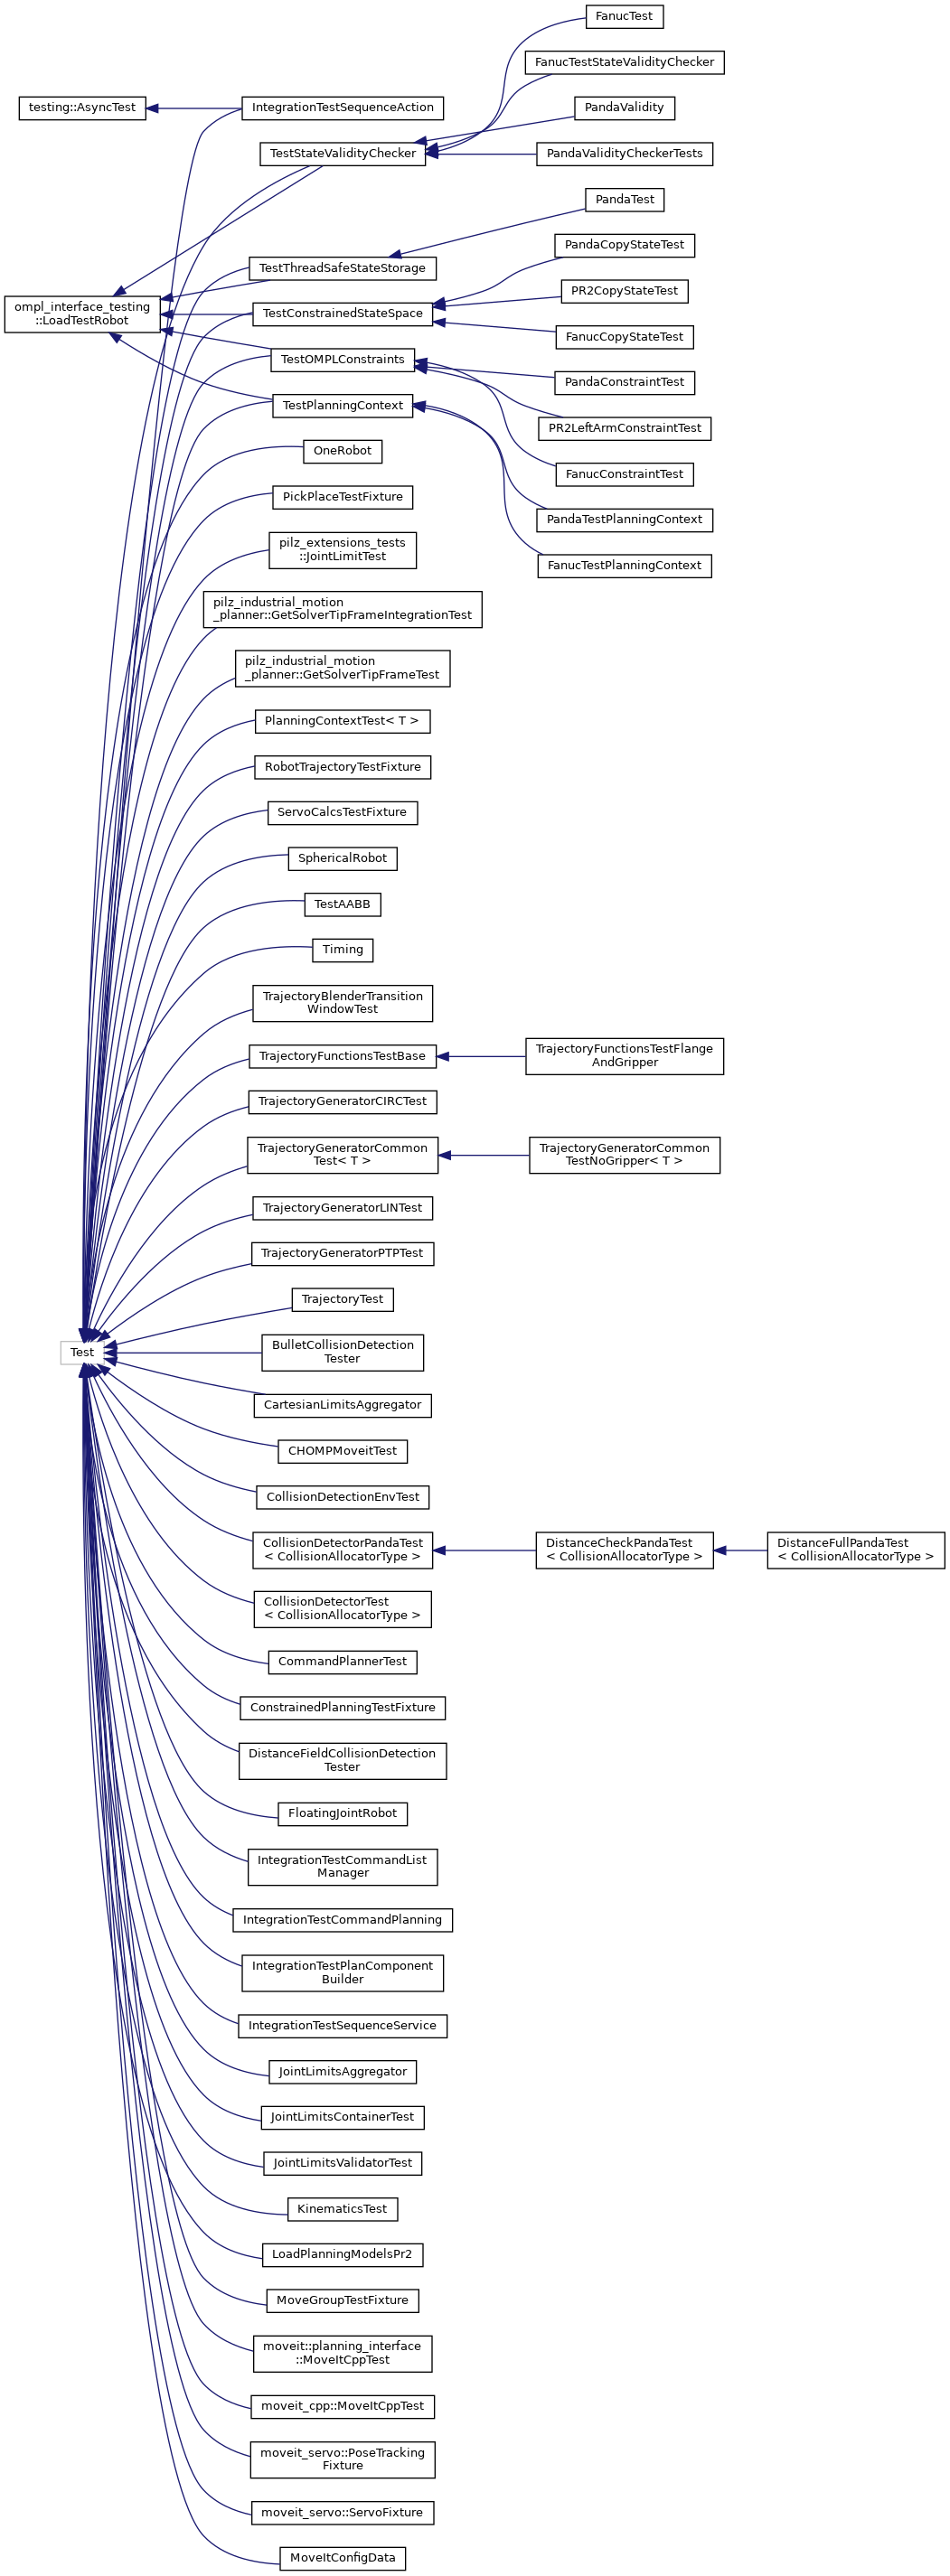 FanucTest
FanucTestStateValidityChecker
testing::AsyncTest
IntegrationTestSequenceAction
PandaValidity
TestStateValidityChecker
PandaValidityCheckerTests
PandaTest
PandaCopyStateTest
TestThreadSafeStateStorage
PR2CopyStateTest
ompl_interface_testing
::LoadTestRobot
TestConstrainedStateSpace
FanucCopyStateTest
TestOMPLConstraints
PandaConstraintTest
TestPlanningContext
PR2LeftArmConstraintTest
OneRobot
FanucConstraintTest
PickPlaceTestFixture
PandaTestPlanningContext
pilz_extensions_tests
::JointLimitTest
FanucTestPlanningContext
pilz_industrial_motion
_planner::GetSolverTipFrameIntegrationTest
pilz_industrial_motion
_planner::GetSolverTipFrameTest
PlanningContextTest< T >
RobotTrajectoryTestFixture
ServoCalcsTestFixture
SphericalRobot
TestAABB
Timing
TrajectoryBlenderTransition
WindowTest
TrajectoryFunctionsTestBase
TrajectoryFunctionsTestFlange
AndGripper
TrajectoryGeneratorCIRCTest
TrajectoryGeneratorCommon
Test< T >
TrajectoryGeneratorCommon
TestNoGripper< T >
TrajectoryGeneratorLINTest
TrajectoryGeneratorPTPTest
TrajectoryTest
Test
BulletCollisionDetection
Tester
CartesianLimitsAggregator
CHOMPMoveitTest
CollisionDetectionEnvTest
CollisionDetectorPandaTest
< CollisionAllocatorType >
DistanceCheckPandaTest
< CollisionAllocatorType >
DistanceFullPandaTest
< CollisionAllocatorType >
CollisionDetectorTest
< CollisionAllocatorType >
CommandPlannerTest
ConstrainedPlanningTestFixture
DistanceFieldCollisionDetection
Tester
FloatingJointRobot
IntegrationTestCommandList
Manager
IntegrationTestCommandPlanning
IntegrationTestPlanComponent
Builder
IntegrationTestSequenceService
JointLimitsAggregator
JointLimitsContainerTest
JointLimitsValidatorTest
KinematicsTest
LoadPlanningModelsPr2
MoveGroupTestFixture
moveit::planning_interface
::MoveItCppTest
moveit_cpp::MoveItCppTest
moveit_servo::PoseTracking
Fixture
moveit_servo::ServoFixture
MoveItConfigData